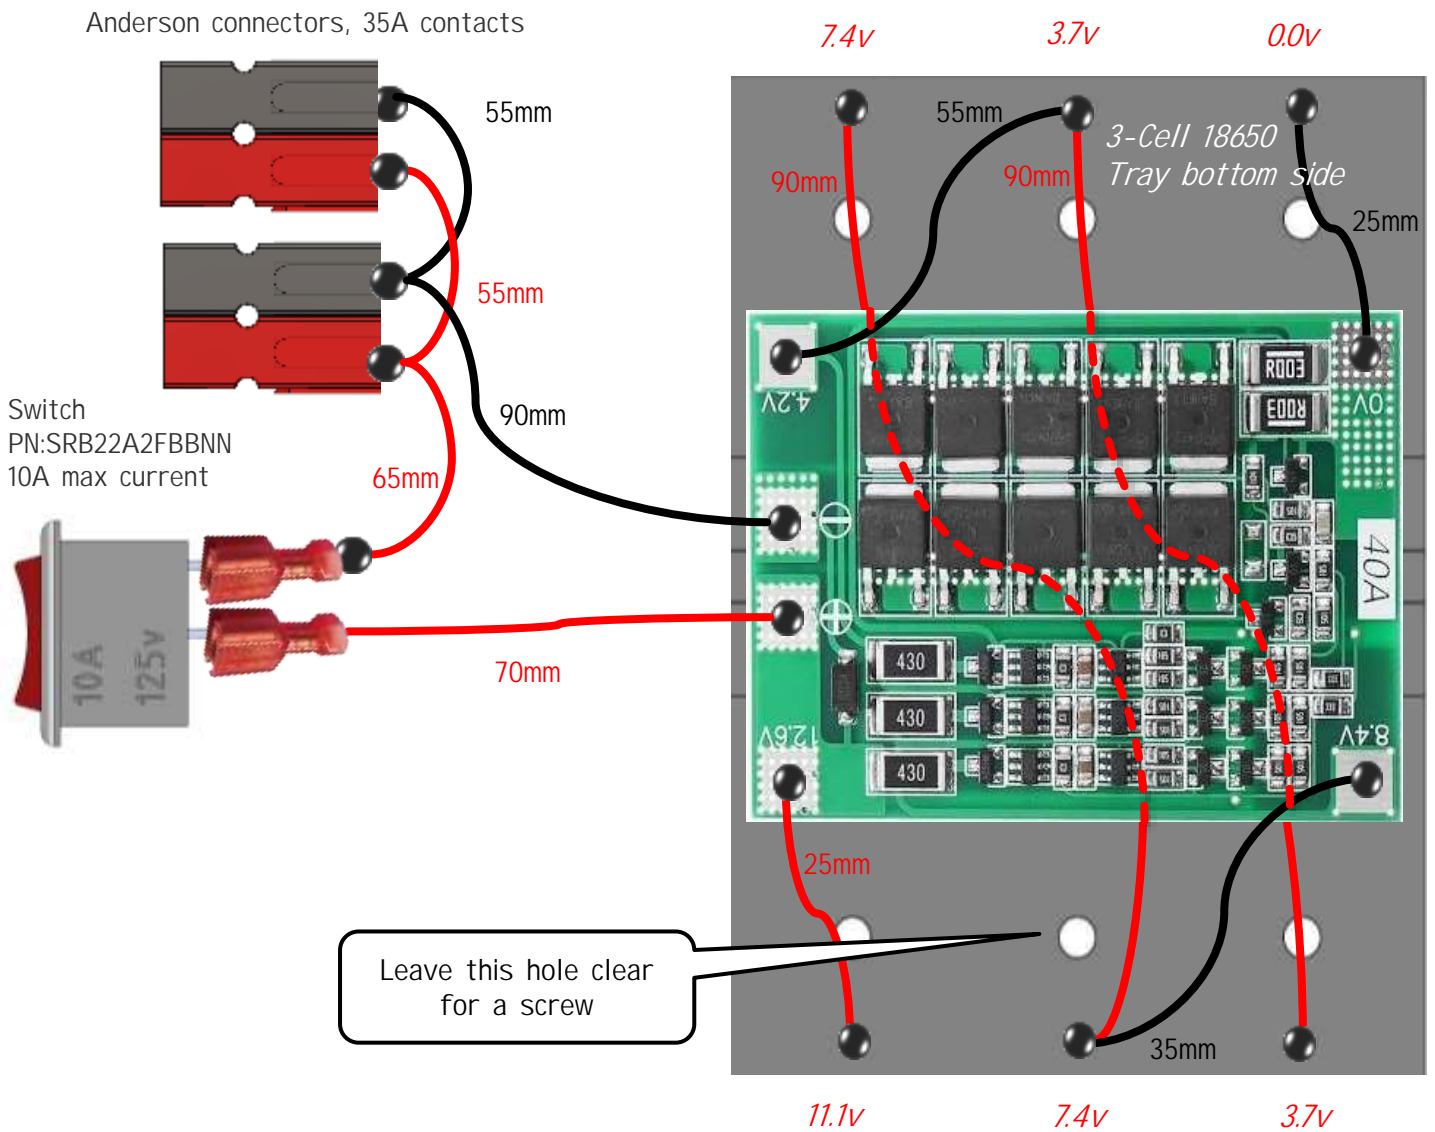 Anderson connectors, 35A contacts
7.4v
3.7v
0.0v
55mm
55mm
3-Cell 18650
Tray bottom side
90mm
90mm
25mm
55mm
R003
R003
4.2V
0V
Switch
PN:SRB22A2FBBNN
10A max current
90mm
65mm
40A
10A
125v
70mm
430
430
430
12.6V
8.4V
25mm
Leave this hole clear
for a screw
35mm
11.1v
7.4v
3.7v